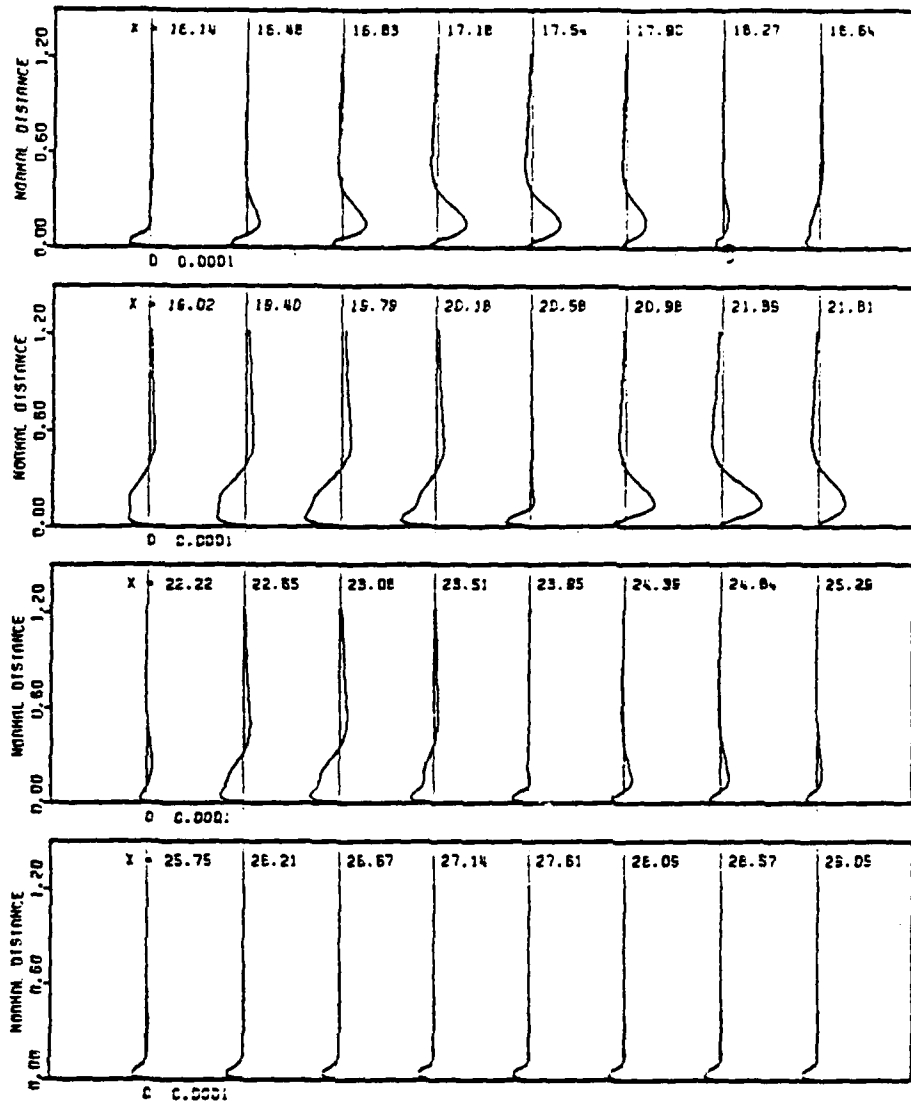 X = 16.14 16.48 16.83 17.18 17.54 17.90 18.27 18.64
NORMAL DISTANCE
0.00 0.60 1.20
0 0.0001
X = 19.02 19.40 19.79 20.18 20.58 20.98 21.39 21.81
NORMAL DISTANCE
0.00 0.60 1.20
0 0.0001
X = 22.22 22.65 23.08 23.51 23.95 24.39 24.84 25.29
NORMAL DISTANCE
0.00 0.60 1.20
0 0.0001
X = 25.75 26.21 26.67 27.14 27.61 28.09 28.57 29.05
NORMAL DISTANCE
0.00 0.60 1.20
0 0.0001